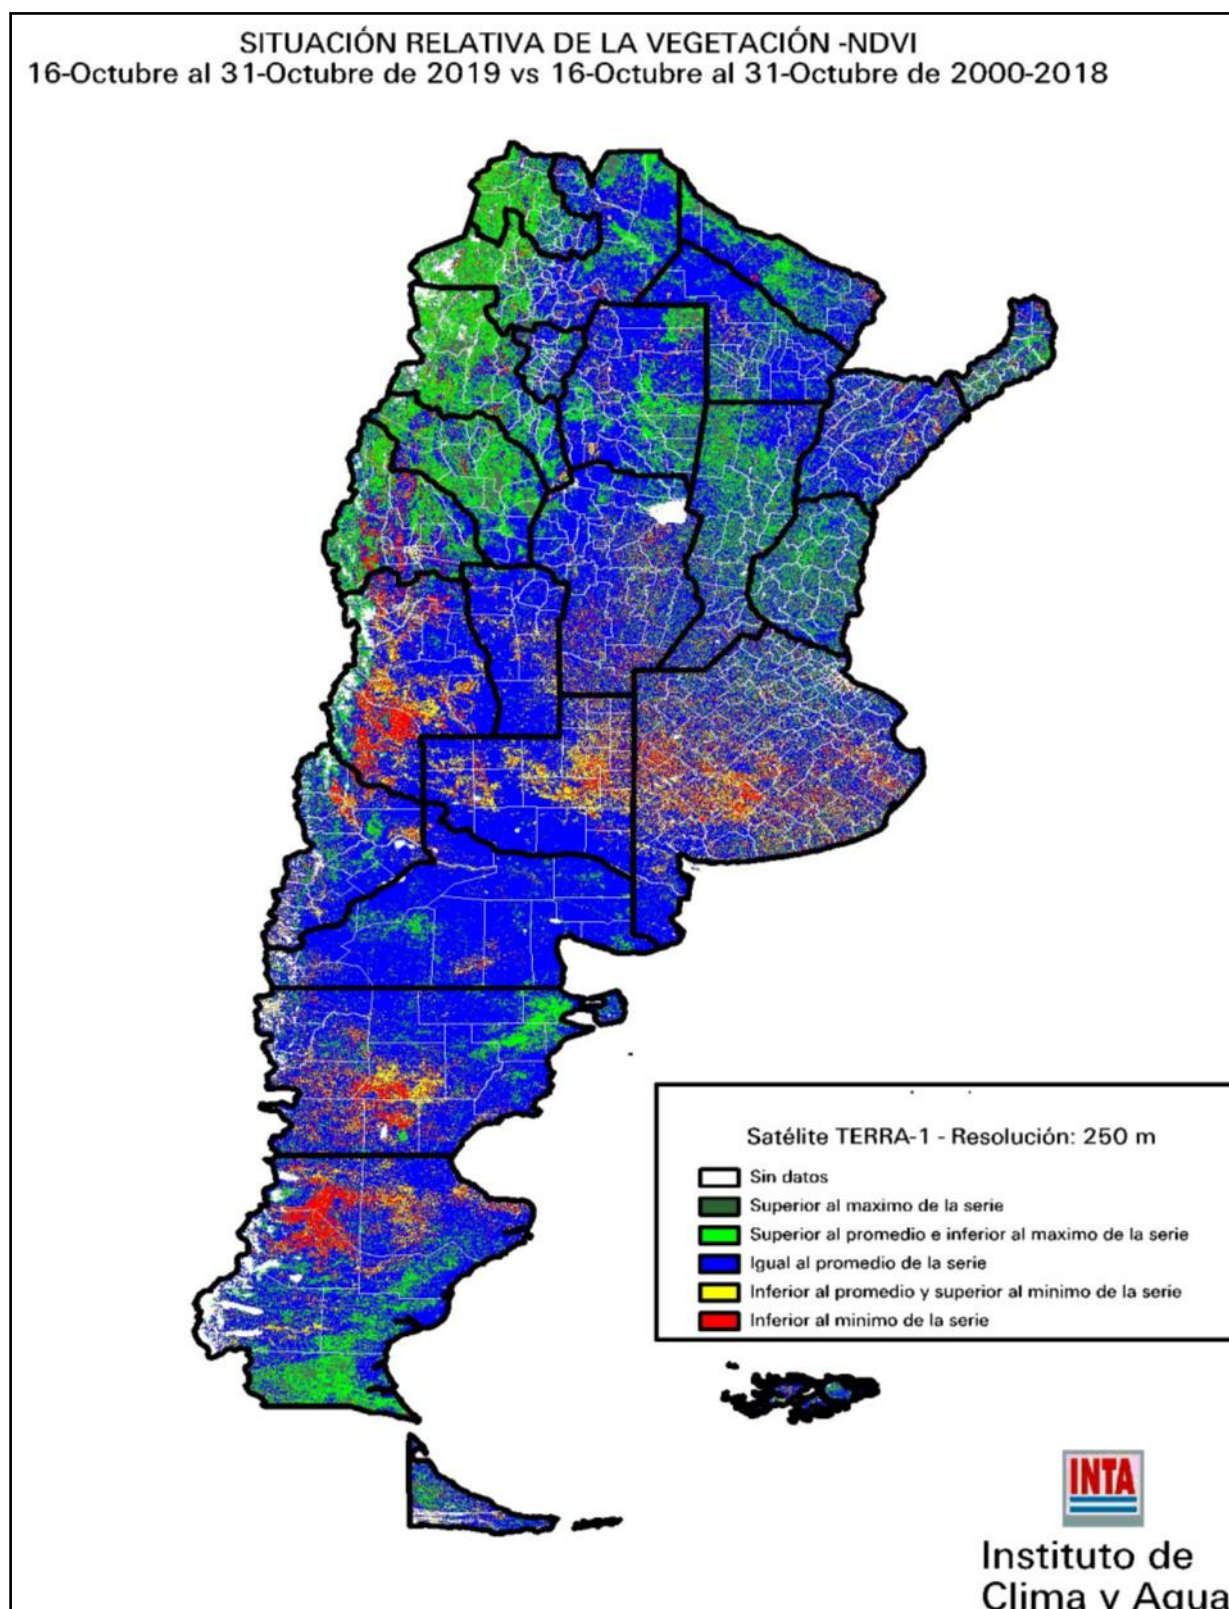 SITUACIÓN RELATIVA DE LA VEGETACIÓN -NDVI
16-Octubre al 31-Octubre de 2019 vs 16-Octubre al 31-Octubre de 2000-2018
Satélite TERRA-1 - Resolución: 250 m
Sin datos
Superior al maximo de la serie
Superior al promedio e inferior al maximo de la serie
Igual al promedio de la serie
Inferior al promedio y superior al minimo de la serie
Inferior al minimo de la serie
INTA
Instituto de
Clima y Agua